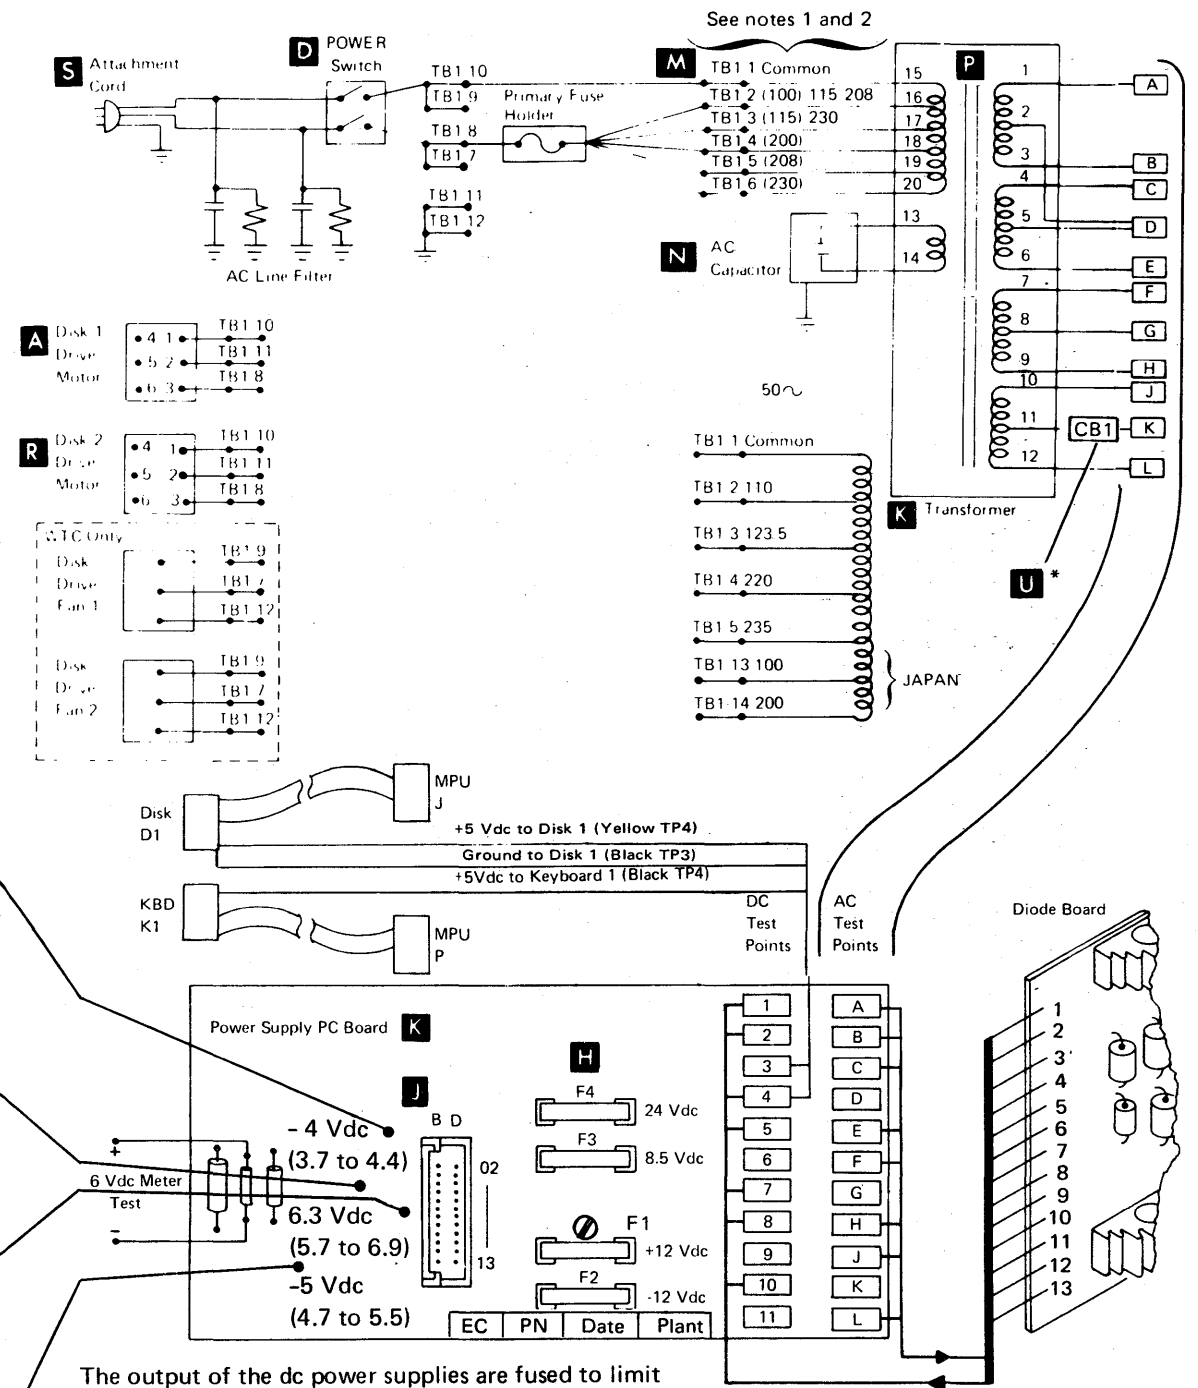 See notes 1 and 2
S Attachment Cord
D POWER Switch
TB1 10
TB1 9
TB1 8
TB1 7
TB1 11
TB1 12
Primary Fuse Holder
AC Line Filter
M
TB1 1 Common
TB1 2 (100) 115 208
TB1 3 (115) 230
TB1 4 (200)
TB1 5 (208)
TB1 6 (230)
N AC Capacitor
P
15
16
17
18
19
20
13
14
1
2
3
4
5
6
7
8
9
10
11
12
A
B
C
D
E
F
G
H
J
CB1 K
L
K Transformer
U *
A Disk 1 Drive Motor
4 1 TB1 10
5 2 TB1 11
6 3 TB1 8
R Disk 2 Drive Motor
4 1 TB1 10
5 2 TB1 11
6 3 TB1 8
WTC Only
Disk Drive Fan 1
TB1 9
TB1 7
TB1 12
Disk Drive Fan 2
TB1 9
TB1 7
TB1 12
50~
TB1 1 Common
TB1 2 110
TB1 3 123.5
TB1 4 220
TB1 5 235
TB1 13 100
TB1 14 200
JAPAN
Disk D1
MPU J
+5 Vdc to Disk 1 (Yellow TP4)
Ground to Disk 1 (Black TP3)
+5Vdc to Keyboard 1 (Black TP4)
KBD K1
MPU P
DC Test Points
AC Test Points
Diode Board
Power Supply PC Board K
H
J
B D
02
13
F4
24 Vdc
F3
8.5 Vdc
F1
+12 Vdc
F2
-12 Vdc
- 4 Vdc
(3.7 to 4.4)
+
6 Vdc Meter Test
–
6.3 Vdc
(5.7 to 6.9)
-5 Vdc
(4.7 to 5.5)
EC PN Date Plant
1 A
2 B
3 C
4 D
5 E
6 F
7 G
8 H
9 J
10 K
11 L
1
2
3
4
5
6
7
8
9
10
11
12
13
The output of the dc power supplies are fused to limit